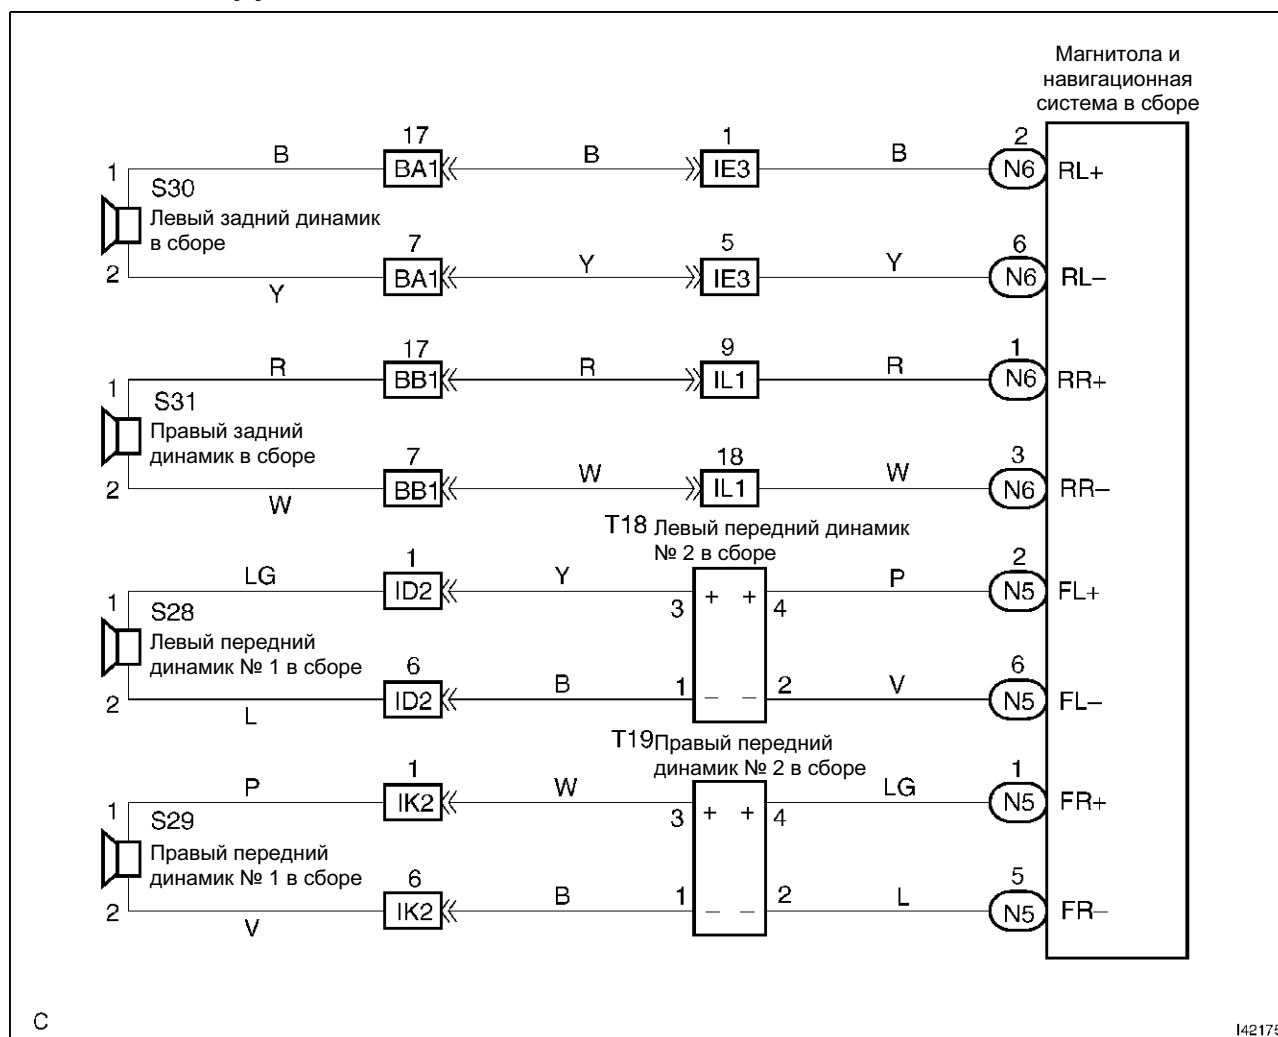 Магнитола и
навигационная
система в сборе
17
1
2
1
B
BA1
B
IE3
B
N6
RL+
S30
Левый задний динамик
в сборе
7
5
6
2
Y
BA1
Y
IE3
Y
N6
RL−
17
9
1
1
R
BB1
R
IL1
R
N6
RR+
S31
Правый задний
динамик в сборе
7
18
3
2
W
BB1
W
IL1
W
N6
RR−
T18 Левый передний динамик
№ 2 в сборе
1
2
1
LG
ID2
Y
3
+ +
4
P
N5
FL+
S28
Левый передний
динамик № 1 в сборе
6
6
2
L
ID2
B
1
− −
2
V
N5
FL−
T19 Правый передний
динамик № 2 в сборе
1
1
1
P
IK2
W
3
+ +
4
LG
N5
FR+
S29
Правый передний
динамик № 1 в сборе
6
5
2
V
IK2
B
1
− −
2
L
N5
FR−
C
I42175